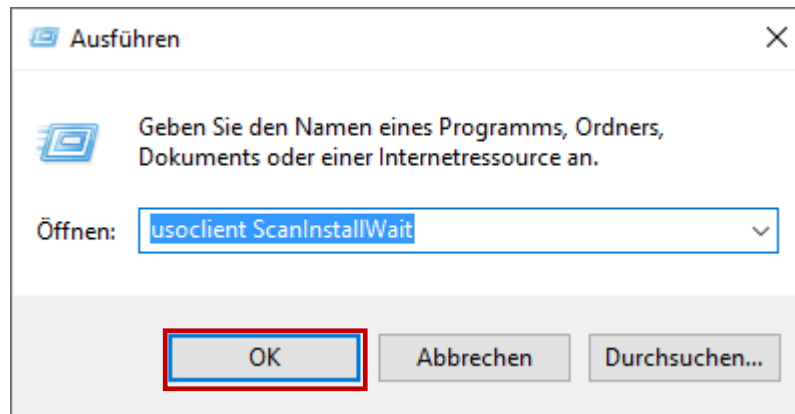 Ausführen
Geben Sie den Namen eines Programms, Ordners,
Dokuments oder einer Internetressource an.
Öffnen: usoclient ScanInstallWait
OK Abbrechen Durchsuchen...